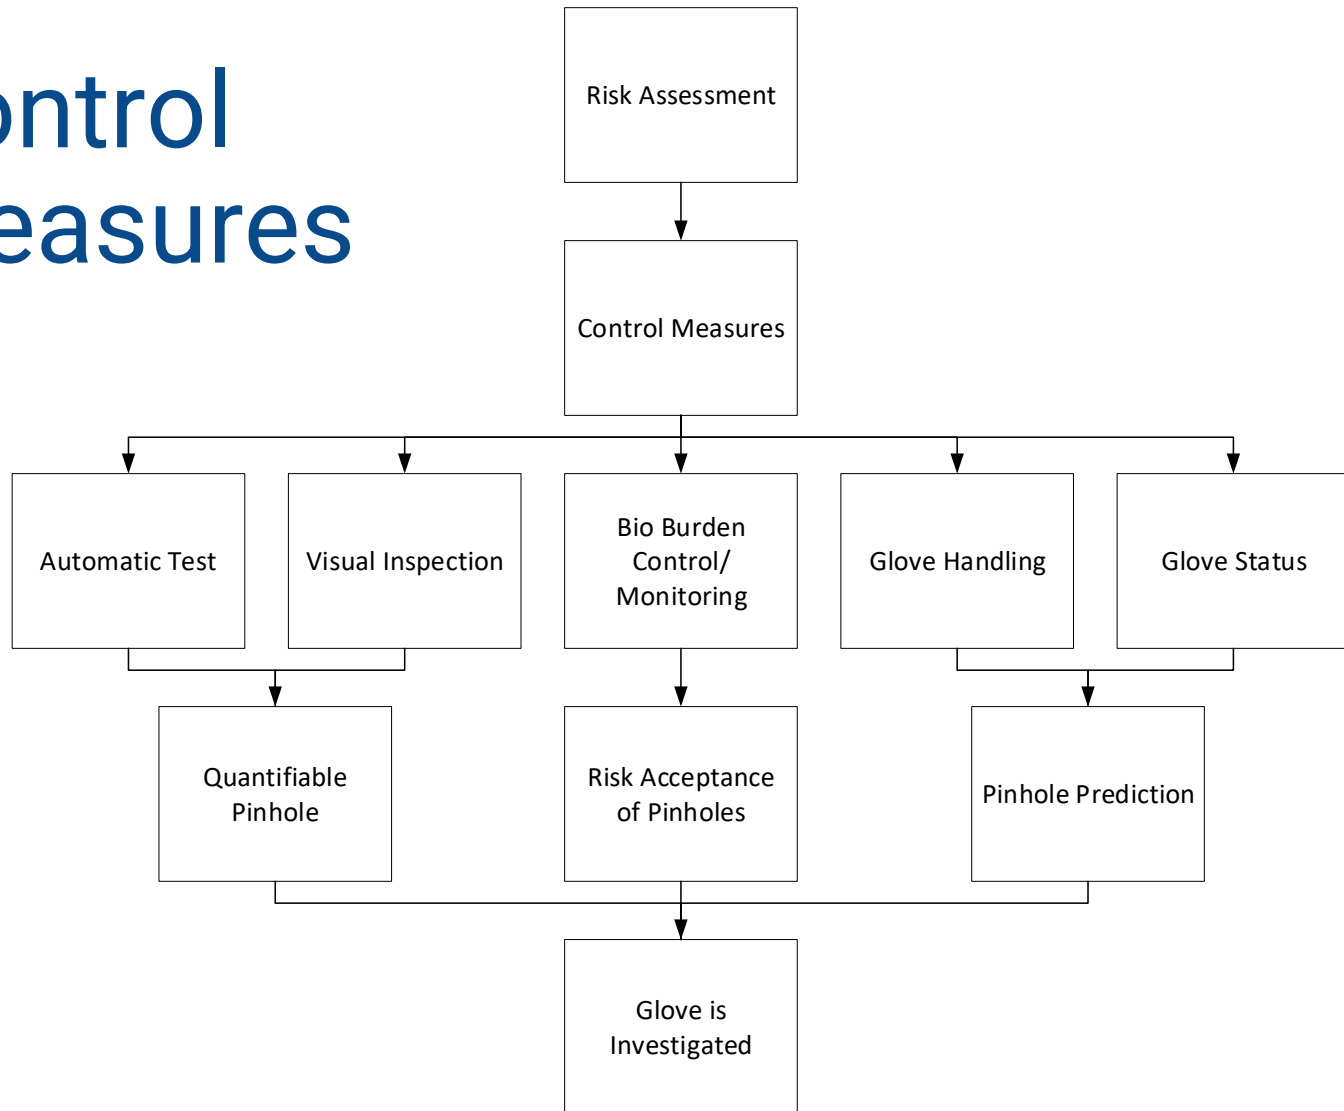 ontrol
easures
Risk Assessment
Control Measures
Automatic Test
Visual Inspection
Bio Burden
Control/
Monitoring
Glove Handling
Glove Status
Quantifiable
Pinhole
Risk Acceptance
of Pinholes
Pinhole Prediction
Glove is
Investigated